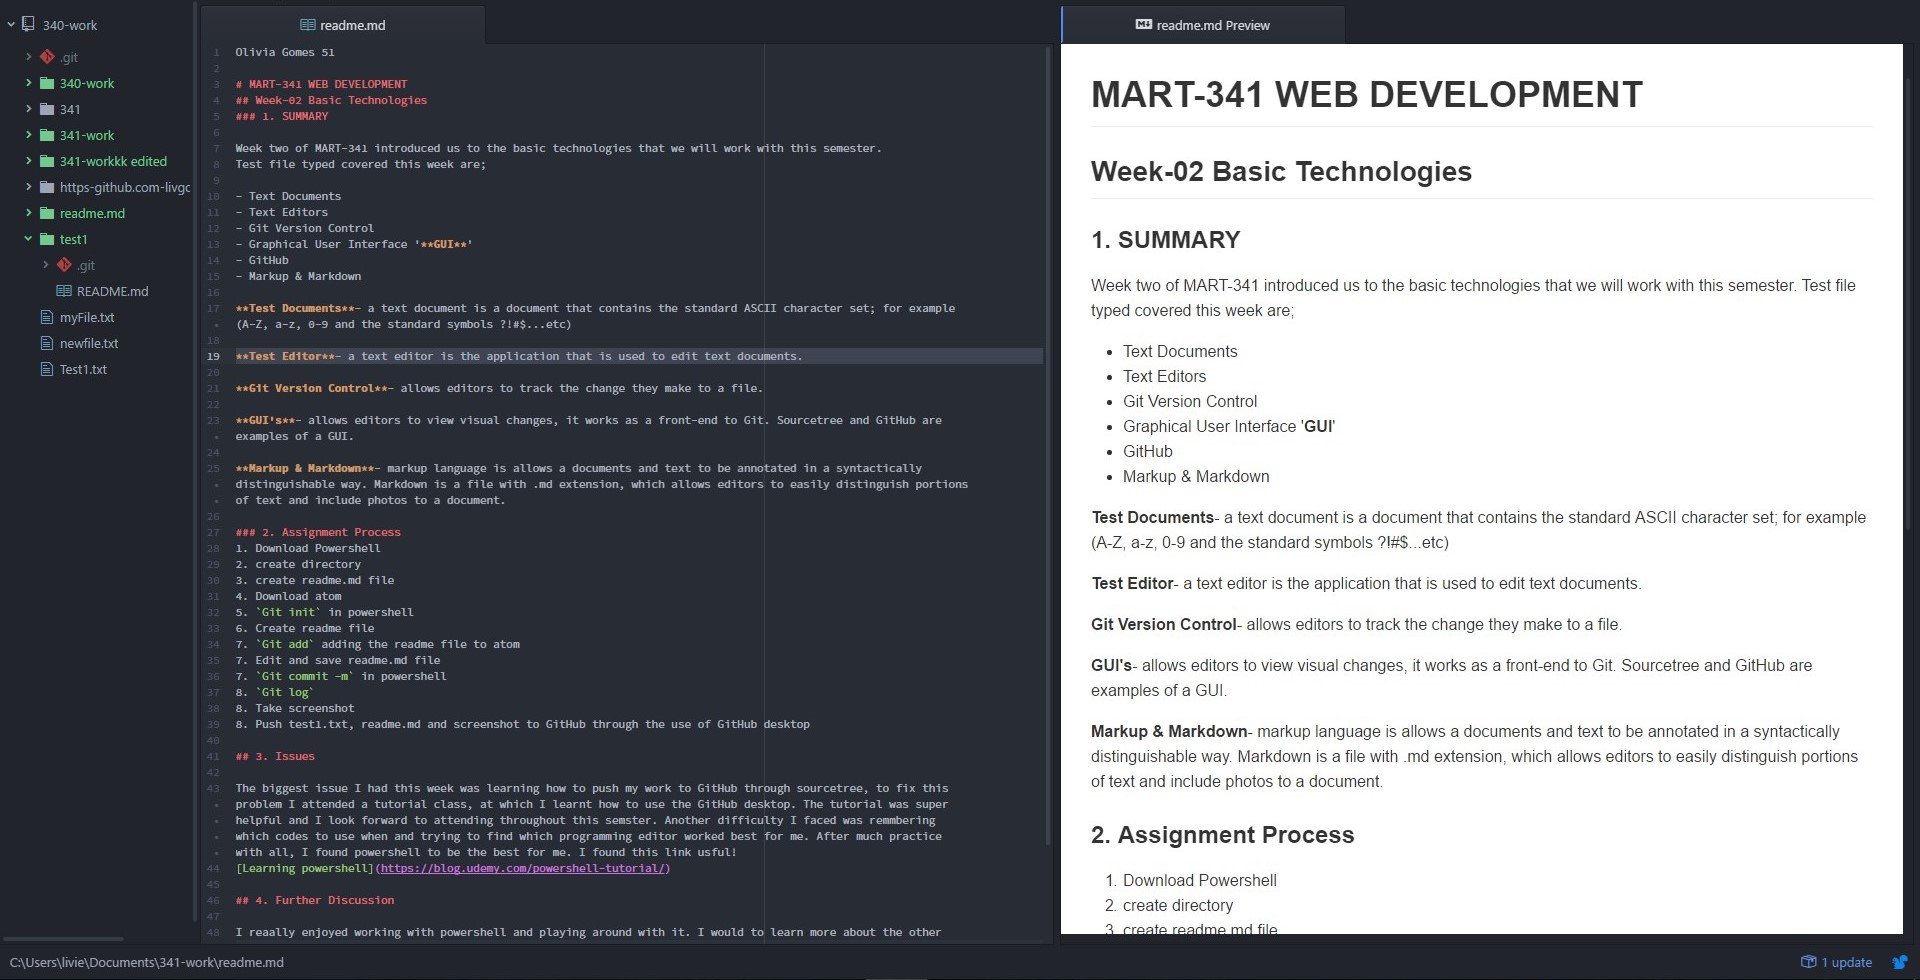 340-work
.git
340-work
341
341-work
341-workkk edited
https-github.com-livgc
readme.md
test1
.git
README.md
myFile.txt
newfile.txt
Test1.txt
readme.md
1 Olivia Gomes 51
2
3 # MART-341 WEB DEVELOPMENT
4 ## Week-02 Basic Technologies
5 ### 1. SUMMARY
6
7 Week two of MART-341 introduced us to the basic technologies that we will work with this semester.
8 Test file typed covered this week are;
9
10 - Text Documents
11 - Text Editors
12 - Git Version Control
13 - Graphical User Interface '**GUI**'
14 - GitHub
15 - Markup & Markdown
16
17 **Test Documents**- a text document is a document that contains the standard ASCII character set; for example
(A-Z, a-z, 0-9 and the standard symbols ?!#$...etc)
18
19 **Test Editor**- a text editor is the application that is used to edit text documents.
20
21 **Git Version Control**- allows editors to track the change they make to a file.
22
23 **GUI's**- allows editors to view visual changes, it works as a front-end to Git. Sourcetree and GitHub are
examples of a GUI.
24
25 **Markup & Markdown**- markup language is allows a documents and text to be annotated in a syntactically
distinguishable way. Markdown is a file with .md extension, which allows editors to easily distinguish portions
of text and include photos to a document.
26
27 ### 2. Assignment Process
28 1. Download Powershell
29 2. create directory
30 3. create readme.md file
31 4. Download atom
32 5. `Git init` in powershell
33 6. Create readme file
34 7. `Git add` adding the readme file to atom
35 7. Edit and save readme.md file
36 7. `Git commit -m` in powershell
37 8. `Git log`
38 8. Take screenshot
39 8. Push test1.txt, readme.md and screenshot to GitHub through the use of GitHub desktop
40
41 ## 3. Issues
42
43 The biggest issue I had this week was learning how to push my work to GitHub through sourcetree, to fix this
problem I attended a tutorial class, at which I learnt how to use the GitHub desktop. The tutorial was super
helpful and I look forward to attending throughout this semster. Another difficulty I faced was remmbering
which codes to use when and trying to find which programming editor worked best for me. After much practice
with all, I found powershell to be the best for me. I found this link usful!
44 [Learning powershell](https://blog.udemy.com/powershell-tutorial/)
45
46 ## 4. Further Discussion
47
48 I reaally enjoyed working with powershell and playing around with it. I would to learn more about the other
readme.md Preview
MART-341 WEB DEVELOPMENT
Week-02 Basic Technologies
1. SUMMARY
Week two of MART-341 introduced us to the basic technologies that we will work with this semester. Test file
typed covered this week are;
• Text Documents
• Text Editors
• Git Version Control
• Graphical User Interface 'GUI'
• GitHub
• Markup & Markdown
Test Documents- a text document is a document that contains the standard ASCII character set; for example
(A-Z, a-z, 0-9 and the standard symbols ?!#$...etc)
Test Editor- a text editor is the application that is used to edit text documents.
Git Version Control- allows editors to track the change they make to a file.
GUI's- allows editors to view visual changes, it works as a front-end to Git. Sourcetree and GitHub are
examples of a GUI.
Markup & Markdown- markup language is allows a documents and text to be annotated in a syntactically
distinguishable way. Markdown is a file with .md extension, which allows editors to easily distinguish portions
of text and include photos to a document.
2. Assignment Process
1. Download Powershell
2. create directory
3. create readme.md file
C:\Users\livie\Documents\341-work\readme.md
1 update